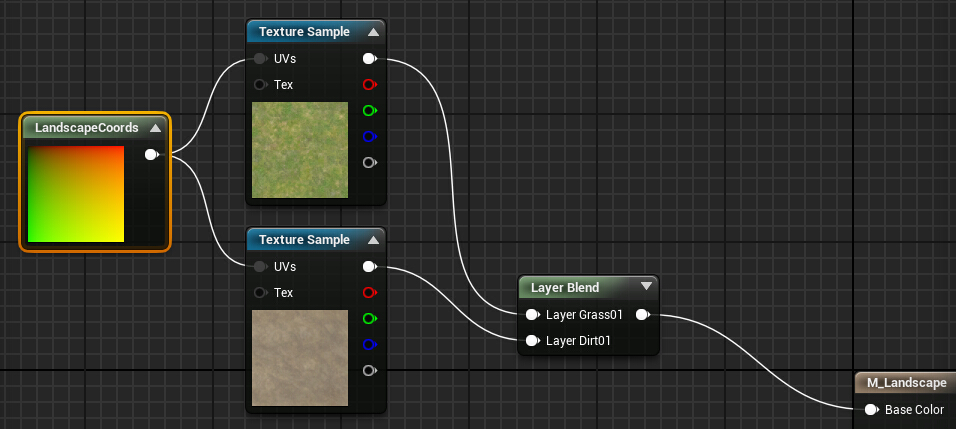 Texture Sample
UVs
Tex
LandscapeCoords
Texture Sample
UVs
Tex
Layer Blend
Layer Grass01
Layer Dirt01
M_Landscape
Base Color